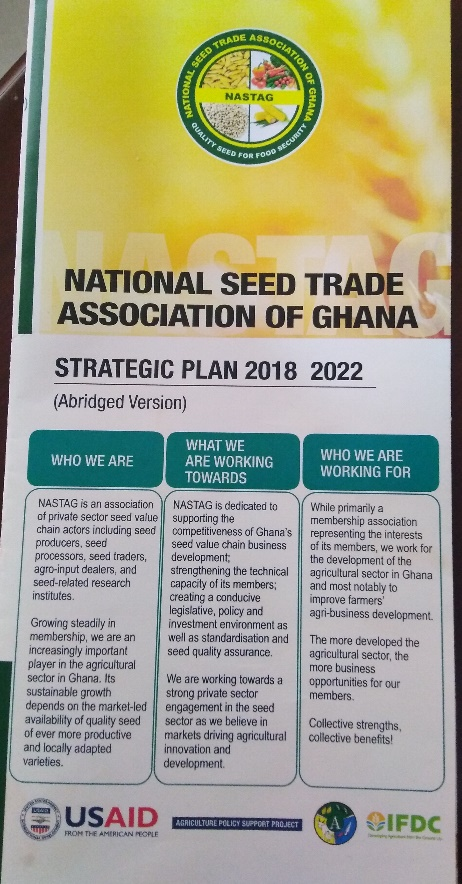 NATIONAL SEED TRADE ASSOCIATION OF GHANA
NASTAG
QUALITY SEED FOR FOOD SECURITY
NASTAG
NATIONAL SEED TRADE
ASSOCIATION OF GHANA
STRATEGIC PLAN 2018 2022
(Abridged Version)
WHO WE ARE
NASTAG is an association
of private sector seed value
chain actors including seed
producers, seed
processors, seed traders,
agro-input dealers, and
seed-related research
institutes.
Growing steadily in
membership, we are an
increasingly important
player in the agricultural
sector in Ghana. Its
sustainable growth
depends on the market-led
availability of quality seed
of ever more productive
and locally adapted
varieties.
WHAT WE
ARE WORKING
TOWARDS
NASTAG is dedicated to
supporting the
competitiveness of Ghana's
seed value chain business
development;
strengthening the technical
capacity of its members;
creating a conducive
legislative, policy and
investment environment as
well as standardisation and
seed quality assurance.
We are working towards a
strong private sector
engagement in the seed
sector as we believe in
markets driving agricultural
innovation and
development.
WHO WE ARE
WORKING FOR
While primarily a
membership association
representing the interests
of its members, we work for
the development of the
agricultural sector in Ghana
and most notably to
improve farmers'
agri-business development.
The more developed the
agricultural sector, the
more business
opportunities for our
members.
Collective strengths,
collective benefits!
USAID
USAID
FROM THE AMERICAN PEOPLE
AGRICULTURE POLICY SUPPORT PROJECT
A
IFDC